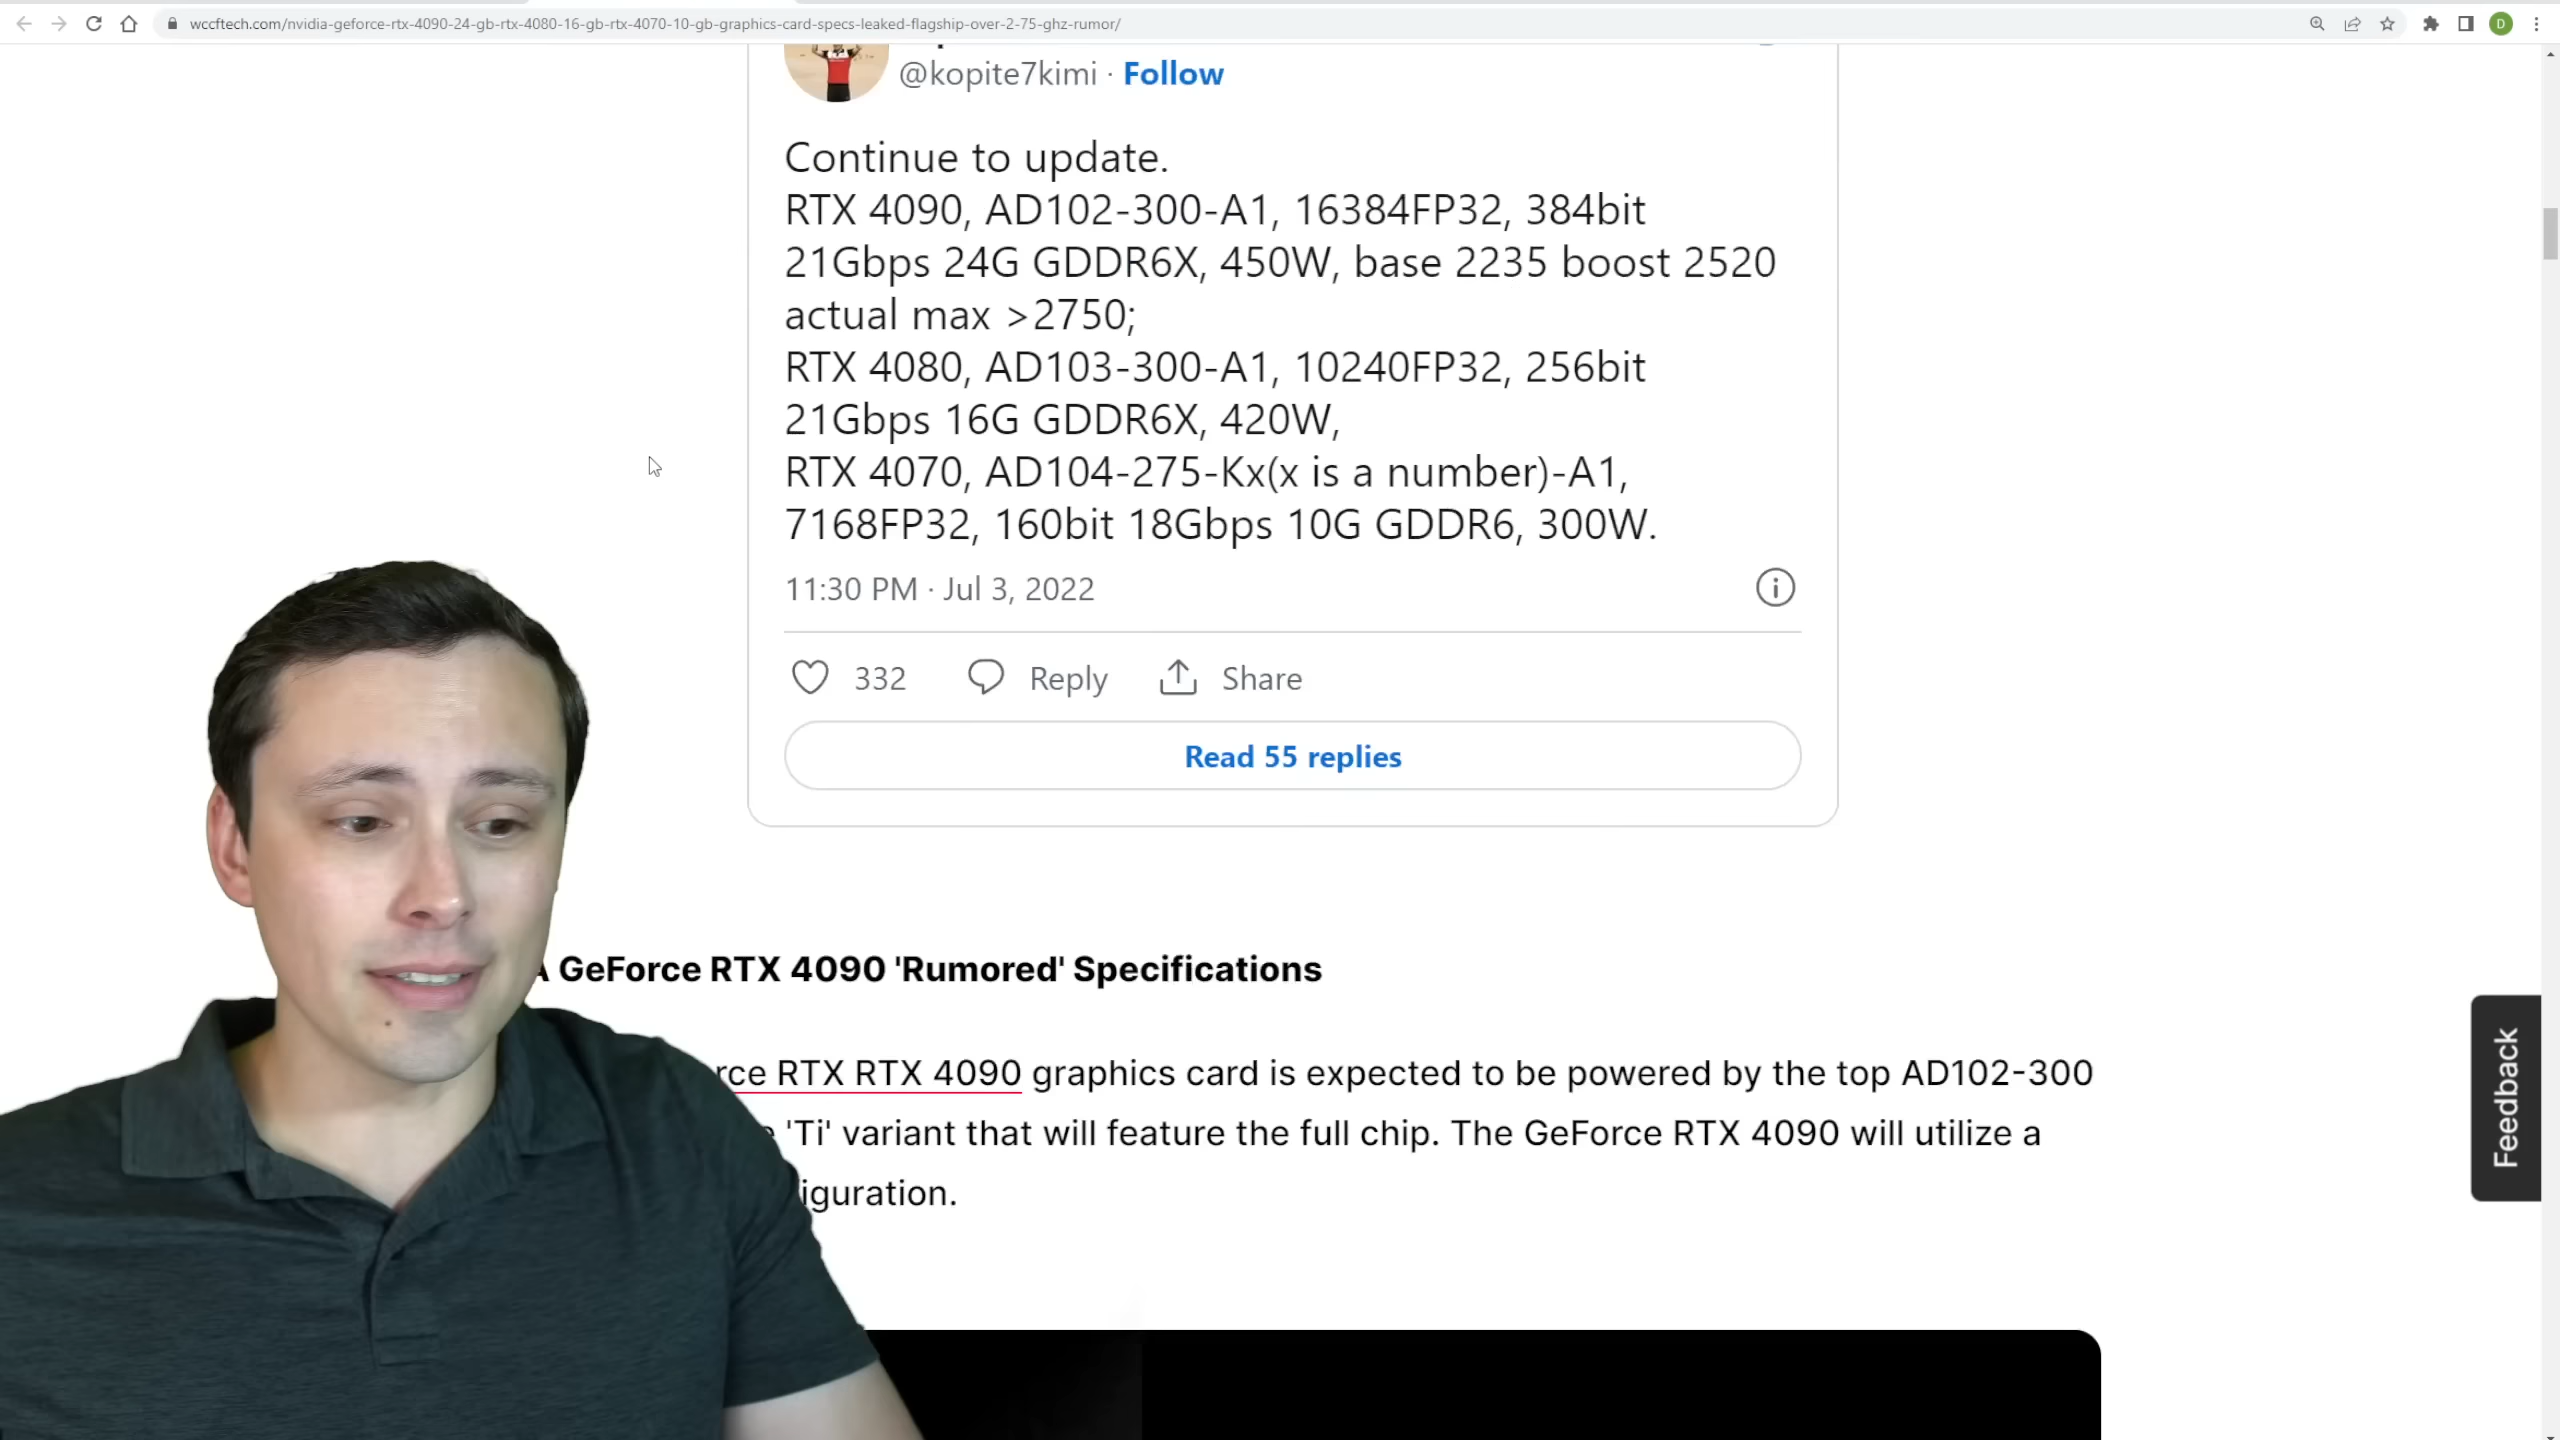 wccftech.com/nvidia-geforce-rtx-4090-24-gb-rtx-4080-16-gb-rtx-4070-10-gb-graphics-card-specs-leaked-flagship-over-2-75-ghz-rumor/
D
@kopite7kimi · Follow
Continue to update.
RTX 4090, AD102-300-A1, 16384FP32, 384bit
21Gbps 24G GDDR6X, 450W, base 2235 boost 2520
actual max >2750;
RTX 4080, AD103-300-A1, 10240FP32, 256bit
21Gbps 16G GDDR6X, 420W,
RTX 4070, AD104-275-Kx(x is a number)-A1,
7168FP32, 160bit 18Gbps 10G GDDR6, 300W.
11:30 PM · Jul 3, 2022
332 Reply Share
Read 55 replies
A GeForce RTX 4090 'Rumored' Specifications
rce RTX RTX 4090 graphics card is expected to be powered by the top AD102-300
'Ti' variant that will feature the full chip. The GeForce RTX 4090 will utilize a
iguration.
Feedback